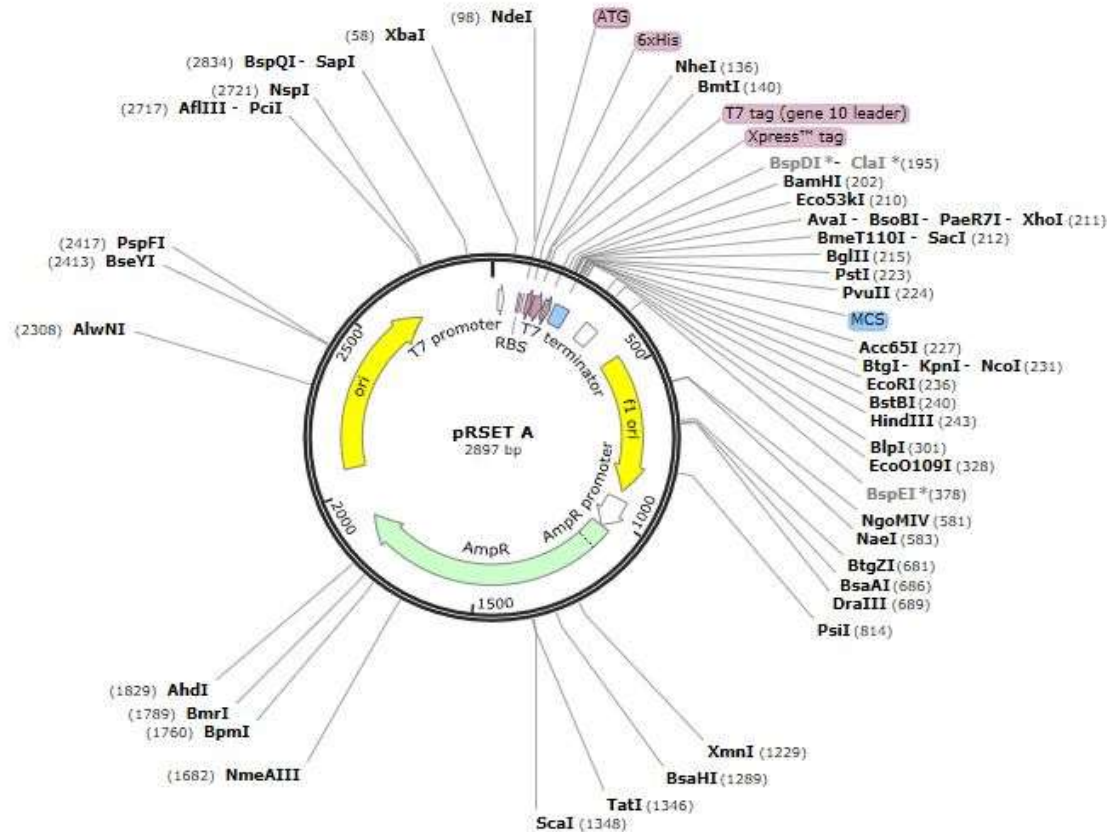 (98) NdeI
ATG
(58) XbaI
6xHis
(2834) BspQI - SapI
NheI (136)
(2721) NspI
BmtI (140)
(2717) AflIII - PciI
T7 tag (gene 10 leader)
Xpress™ tag
BspDI * - ClaI * (195)
BamHI (202)
Eco53kI (210)
AvaI - BsoBI - PaeR7I - XhoI (211)
BmeT110I - SacI (212)
BglII (215)
PstI (223)
PvuII (224)
MCS
Acc65I (227)
BtgI - KpnI - NcoI (231)
EcoRI (236)
BstBI (240)
HindIII (243)
BlpI (301)
EcoO109I (328)
BspEI * (378)
NgoMIV (581)
NaeI (583)
BtgZI (681)
BsaAI (686)
DraIII (689)
PsiI (814)
(2417) PspFI
(2413) BseYI
(2308) AlwNI
T7 promoter
RBS
T7 terminator
500
2500
ori
f1 ori
pRSET A
2897 bp
AmpR promoter
1000
2000
AmpR
1500
(1829) AhdI
(1789) BmrI
(1760) BpmI
(1682) NmeAIII
XmnI (1229)
BsaHI (1289)
TatI (1346)
ScaI (1348)